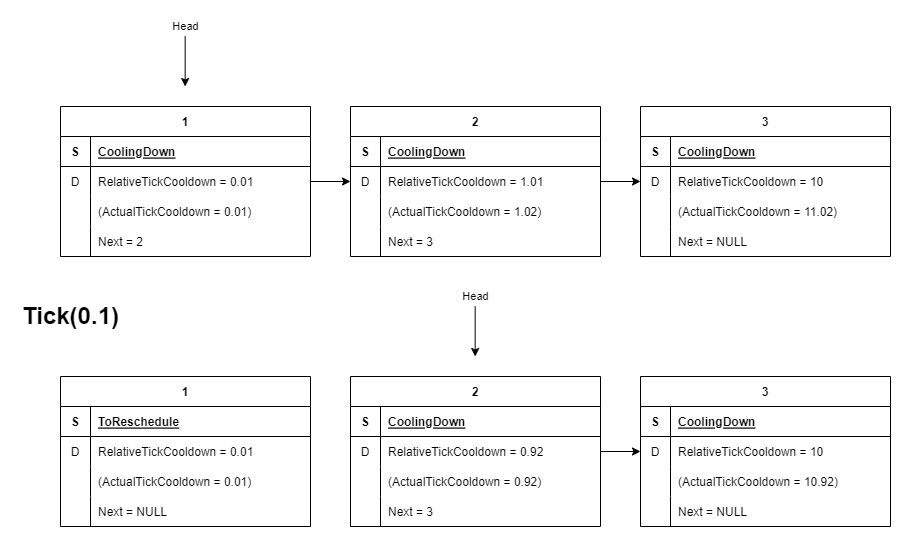 Head
1
2
3
S CoolingDown
S CoolingDown
S CoolingDown
D RelativeTickCooldown = 0.01
D RelativeTickCooldown = 1.01
D RelativeTickCooldown = 10
(ActualTickCooldown = 0.01)
(ActualTickCooldown = 1.02)
(ActualTickCooldown = 11.02)
Next = 2
Next = 3
Next = NULL
Head
Tick(0.1)
1
2
3
S ToReschedule
S CoolingDown
S CoolingDown
D RelativeTickCooldown = 0.01
D RelativeTickCooldown = 0.92
D RelativeTickCooldown = 10
(ActualTickCooldown = 0.01)
(ActualTickCooldown = 0.92)
(ActualTickCooldown = 10.92)
Next = NULL
Next = 3
Next = NULL